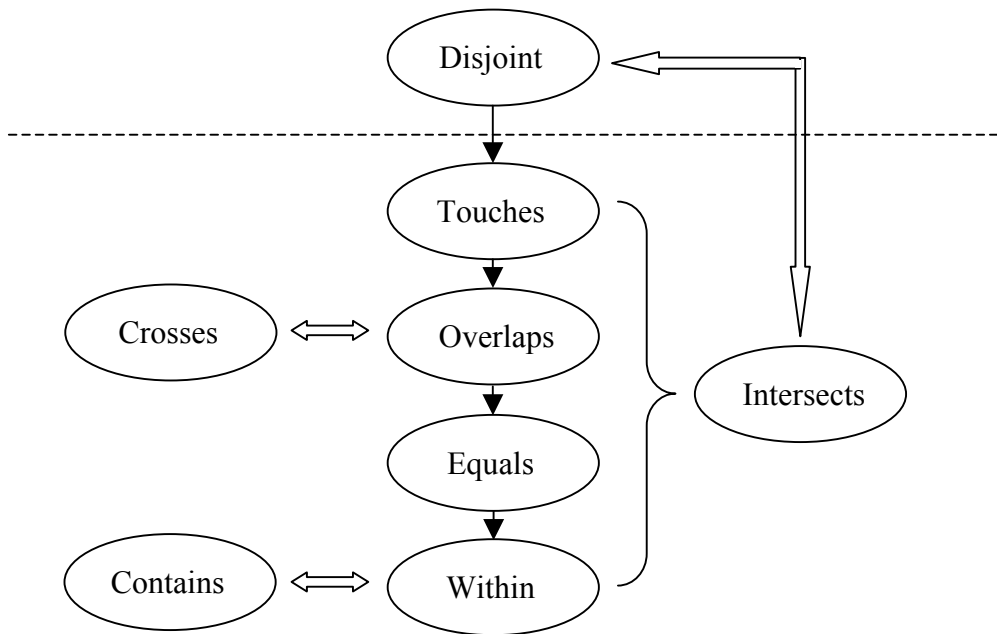 Disjoint
Touches
Crosses
Overlaps
Intersects
Equals
Contains
Within